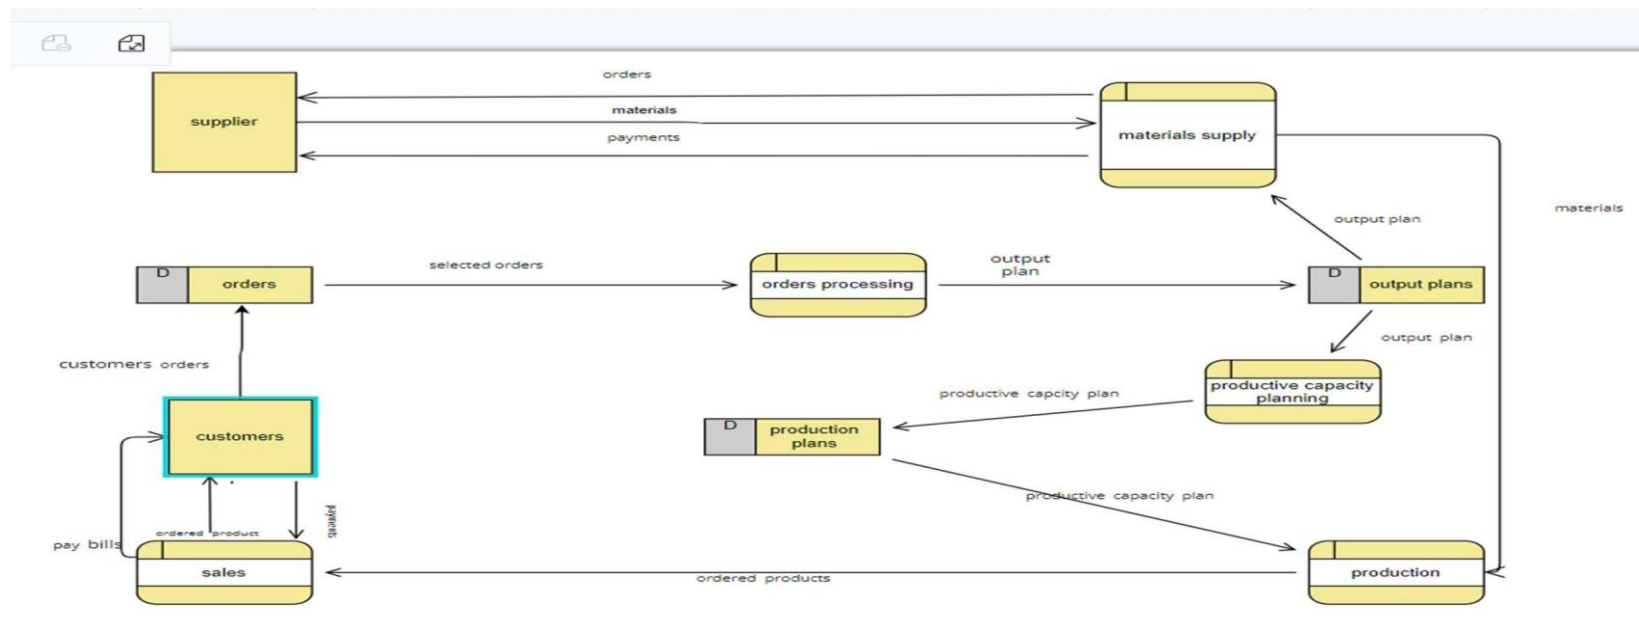 orders
supplier
materials
payments
materials supply
materials
output plan
D
orders
selected orders
orders processing
output
plan
D
output plans
output plan
customers orders
productive capacity
planning
productive capcity plan
D
production
plans
customers
productive capacity plan
payments
ordered product
pay bills
sales
ordered products
production